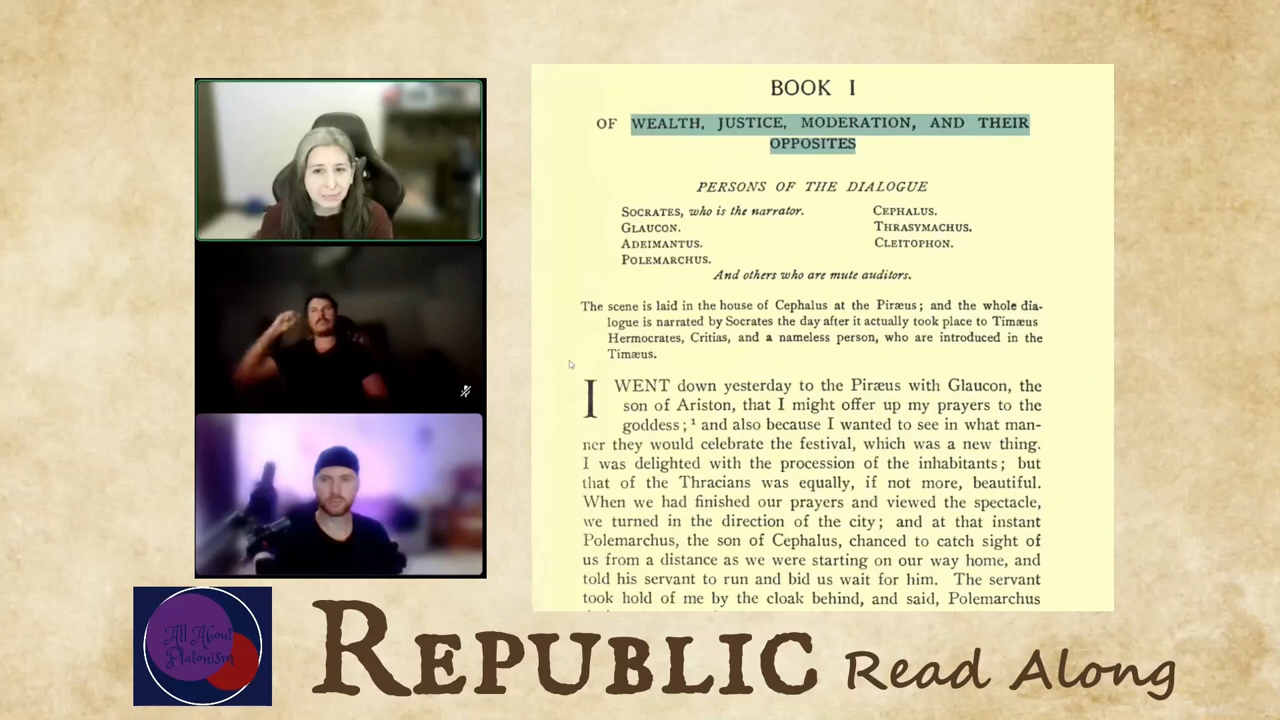 BOOK I
OF WEALTH, JUSTICE, MODERATION, AND THEIR
OPPOSITES
PERSONS OF THE DIALOGUE
SOCRATES, who is the narrator.
GLAUCON.
ADEIMANTUS.
POLEMARCHUS.
CEPHALUS.
THRASYMACHUS.
CLEITOPHON.
And others who are mute auditors.
The scene is laid in the house of Cephalus at the Piræus; and the whole dia-
logue is narrated by Socrates the day after it actually took place to Timæus
Hermocrates, Critias, and a nameless person, who are introduced in the
Timæus.
I WENT down yesterday to the Piræus with Glaucon, the
son of Ariston, that I might offer up my prayers to the
goddess;¹ and also because I wanted to see in what man-
ner they would celebrate the festival, which was a new thing.
I was delighted with the procession of the inhabitants; but
that of the Thracians was equally, if not more, beautiful.
When we had finished our prayers and viewed the spectacle,
we turned in the direction of the city; and at that instant
Polemarchus, the son of Cephalus, chanced to catch sight of
us from a distance as we were starting on our way home, and
told his servant to run and bid us wait for him. The servant
took hold of me by the cloak behind, and said, Polemarchus
All About
Platonism
REPUBLIC Read Along